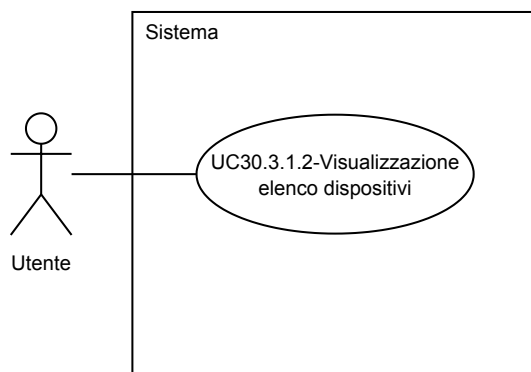 Sistema
UC30.3.1.2-Visualizzazione
elenco dispositivi
Utente